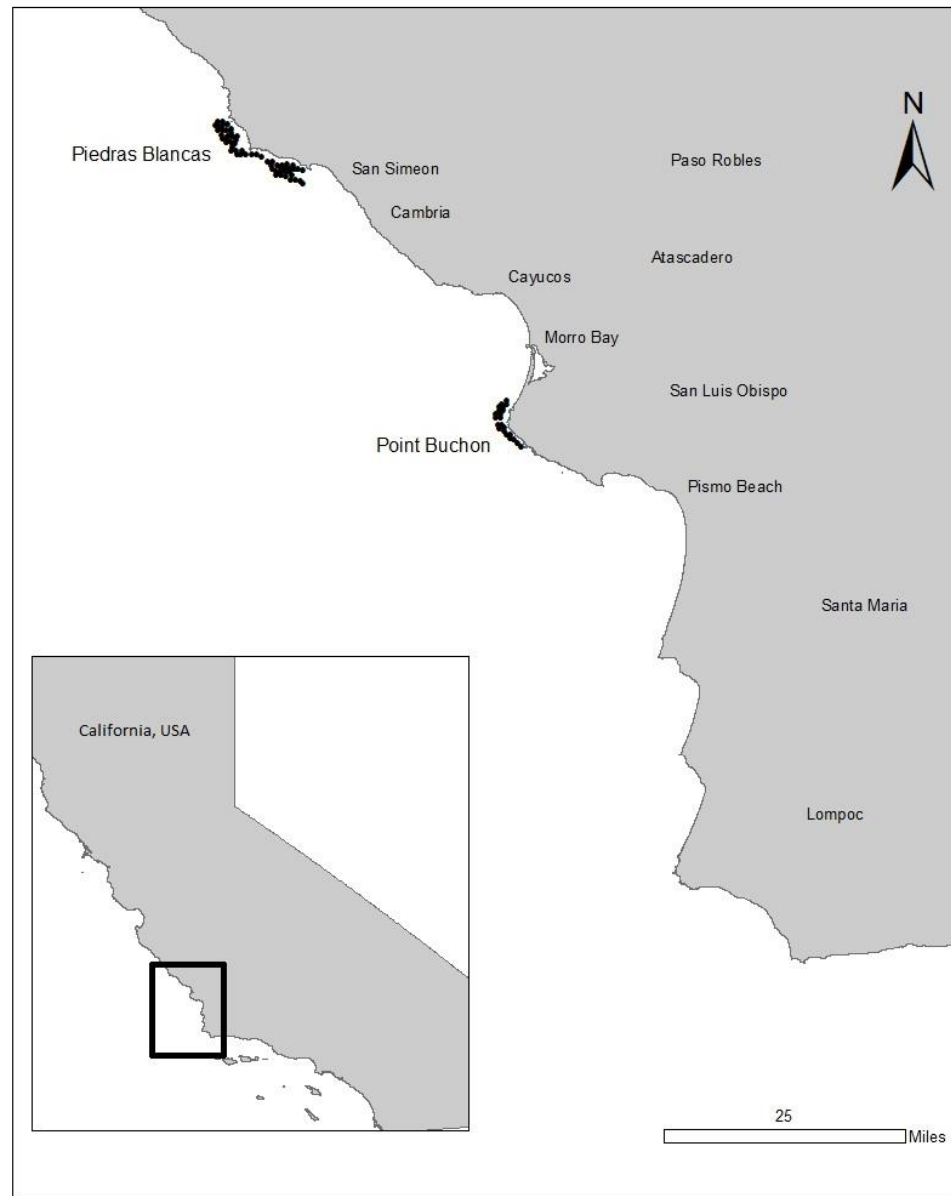 N
Piedras Blancas
Paso Robles
San Simeon
Cambria
Atascadero
Cayucos
Morro Bay
San Luis Obispo
Point Buchon
Pismo Beach
Santa Maria
California, USA
Lompoc
25
Miles